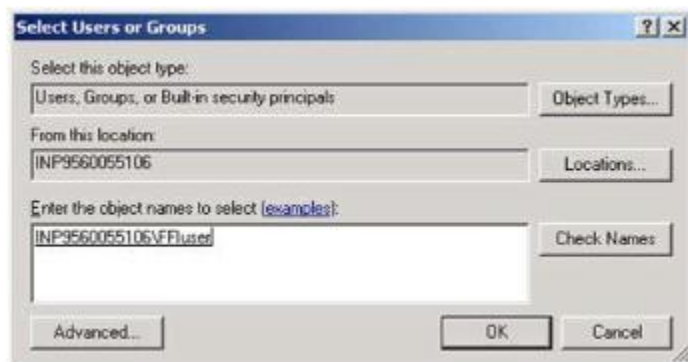 Select Users or Groups
Select this object type:
Users, Groups, or Built-in security principals
Object Types...
From this location:
INP9560055106
Locations...
Enter the object names to select (examples):
INP9560055106\FFIuser
Check Names
Advanced...
OK
Cancel